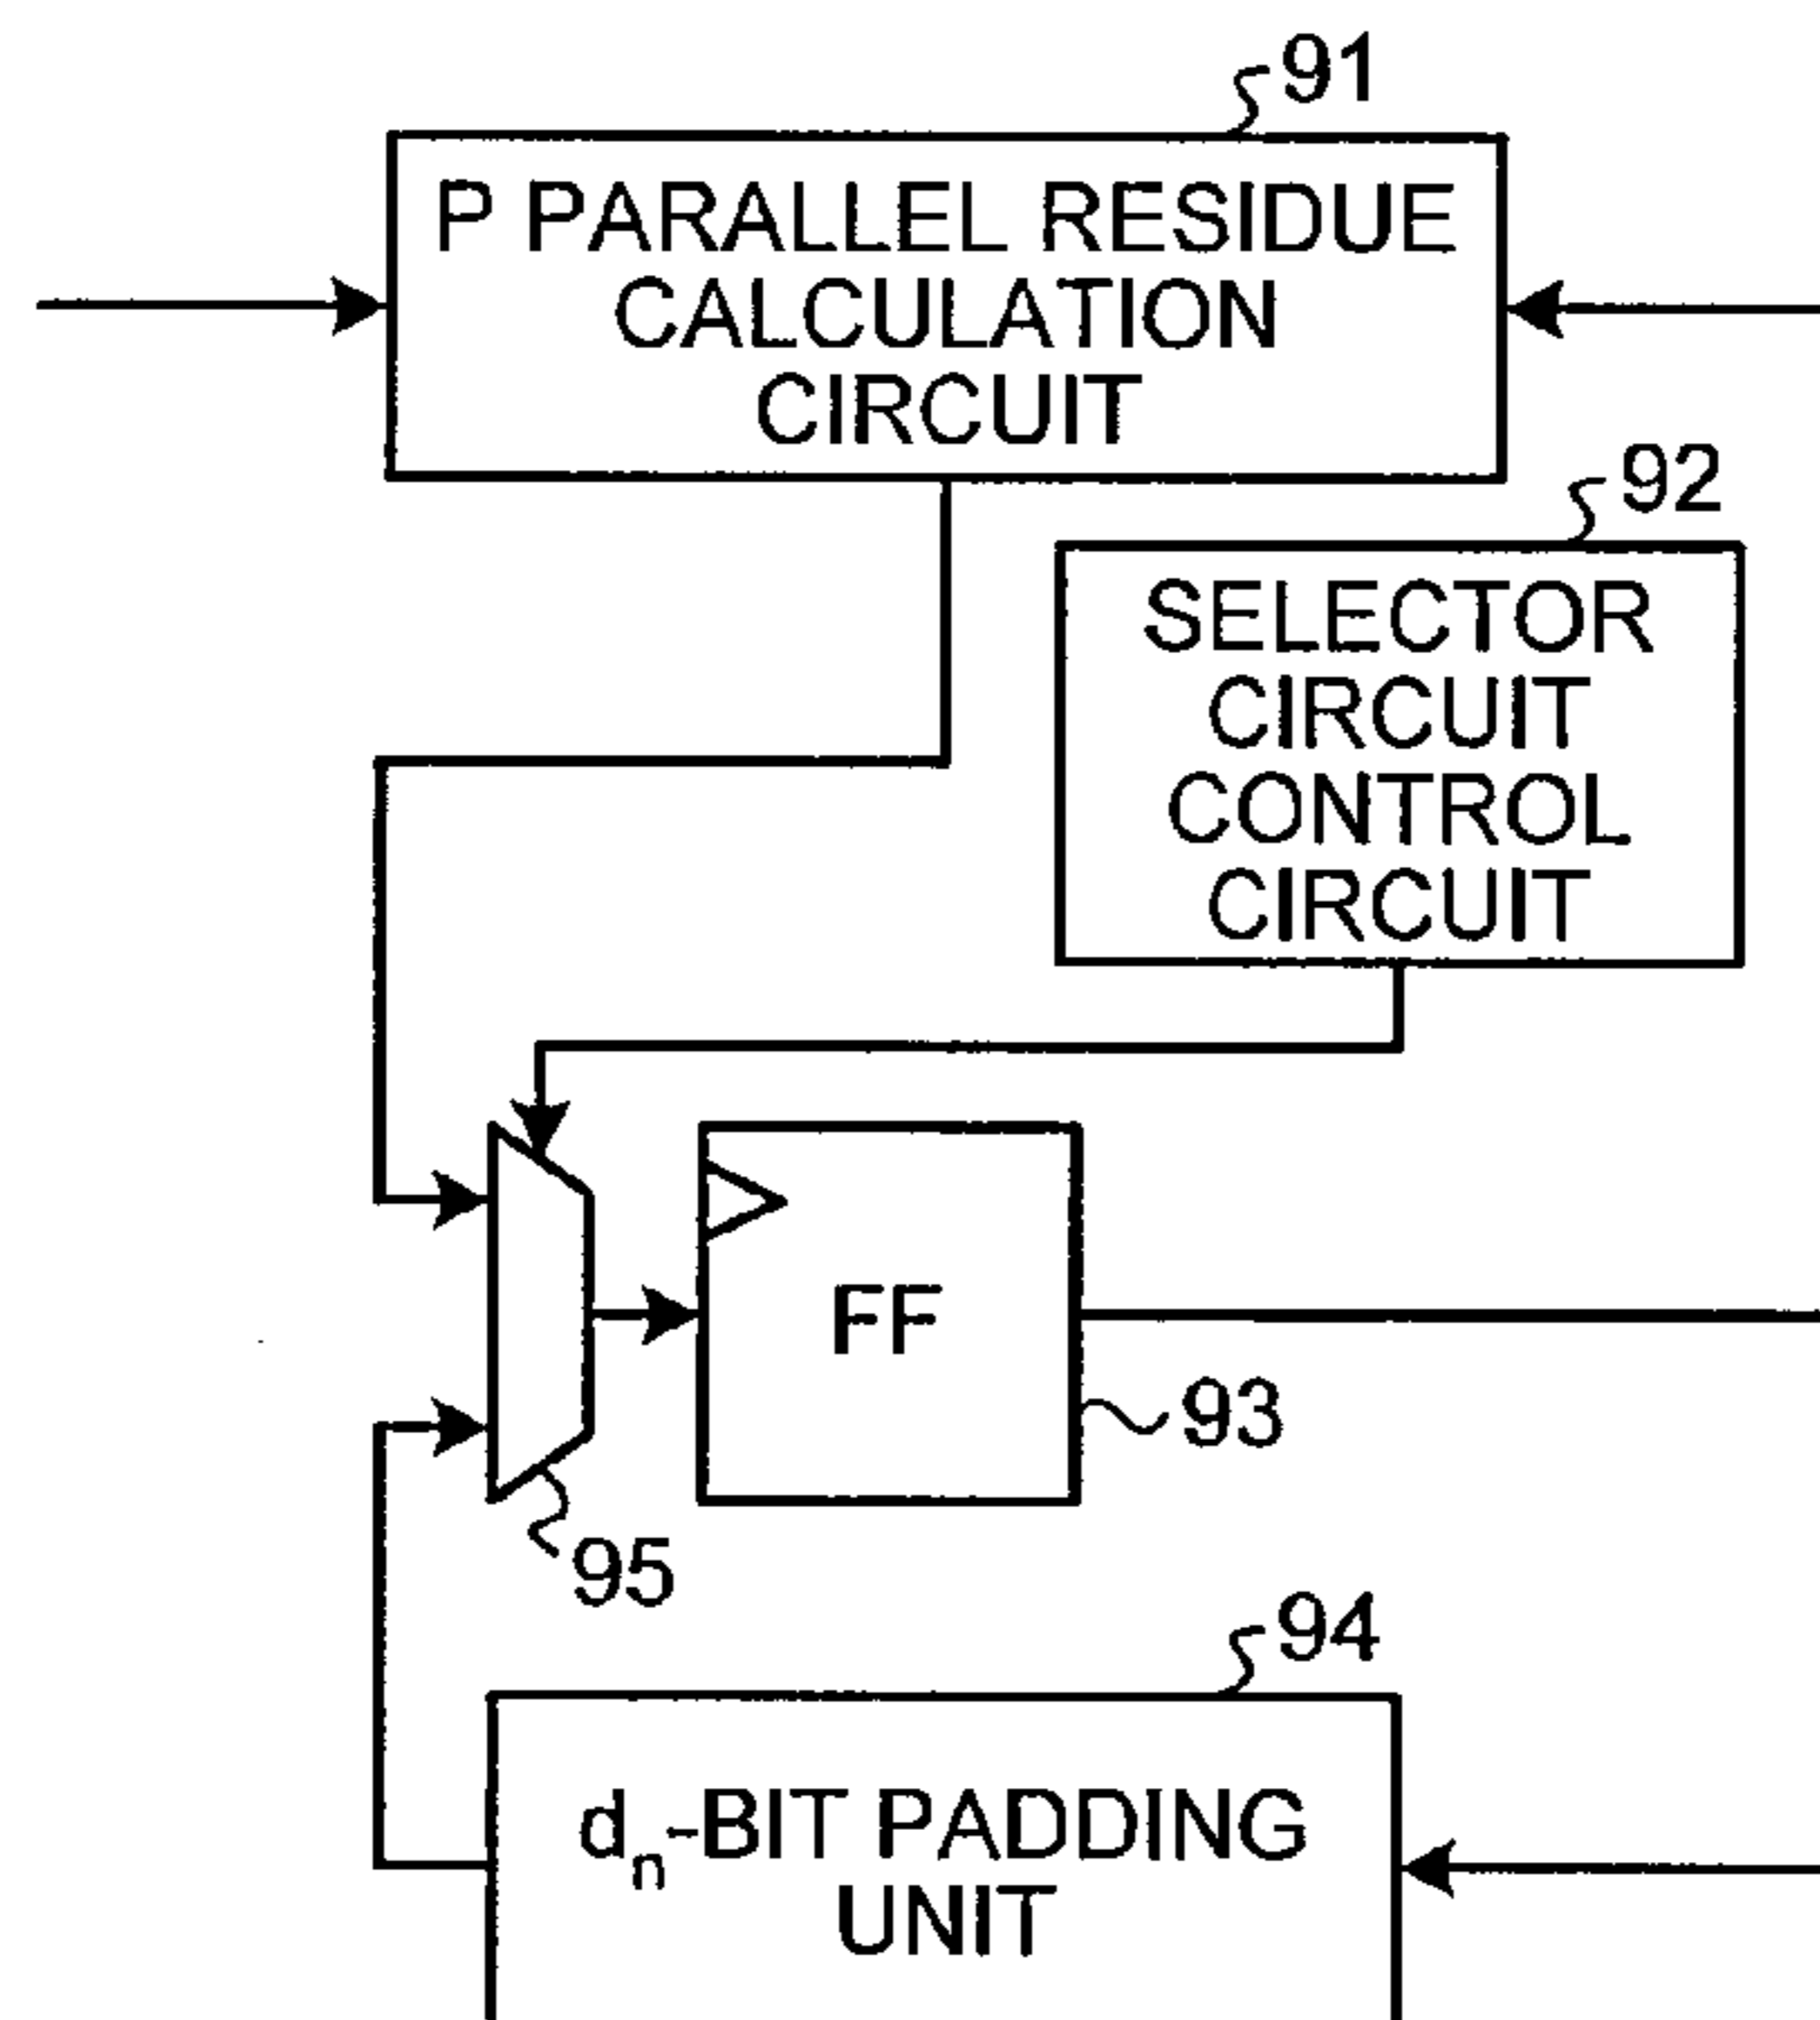 91
P PARALLEL RESIDUE
CALCULATION
CIRCUIT
92
SELECTOR
CIRCUIT
CONTROL
CIRCUIT
FF
93
95
94
dₙ-BIT PADDING
UNIT